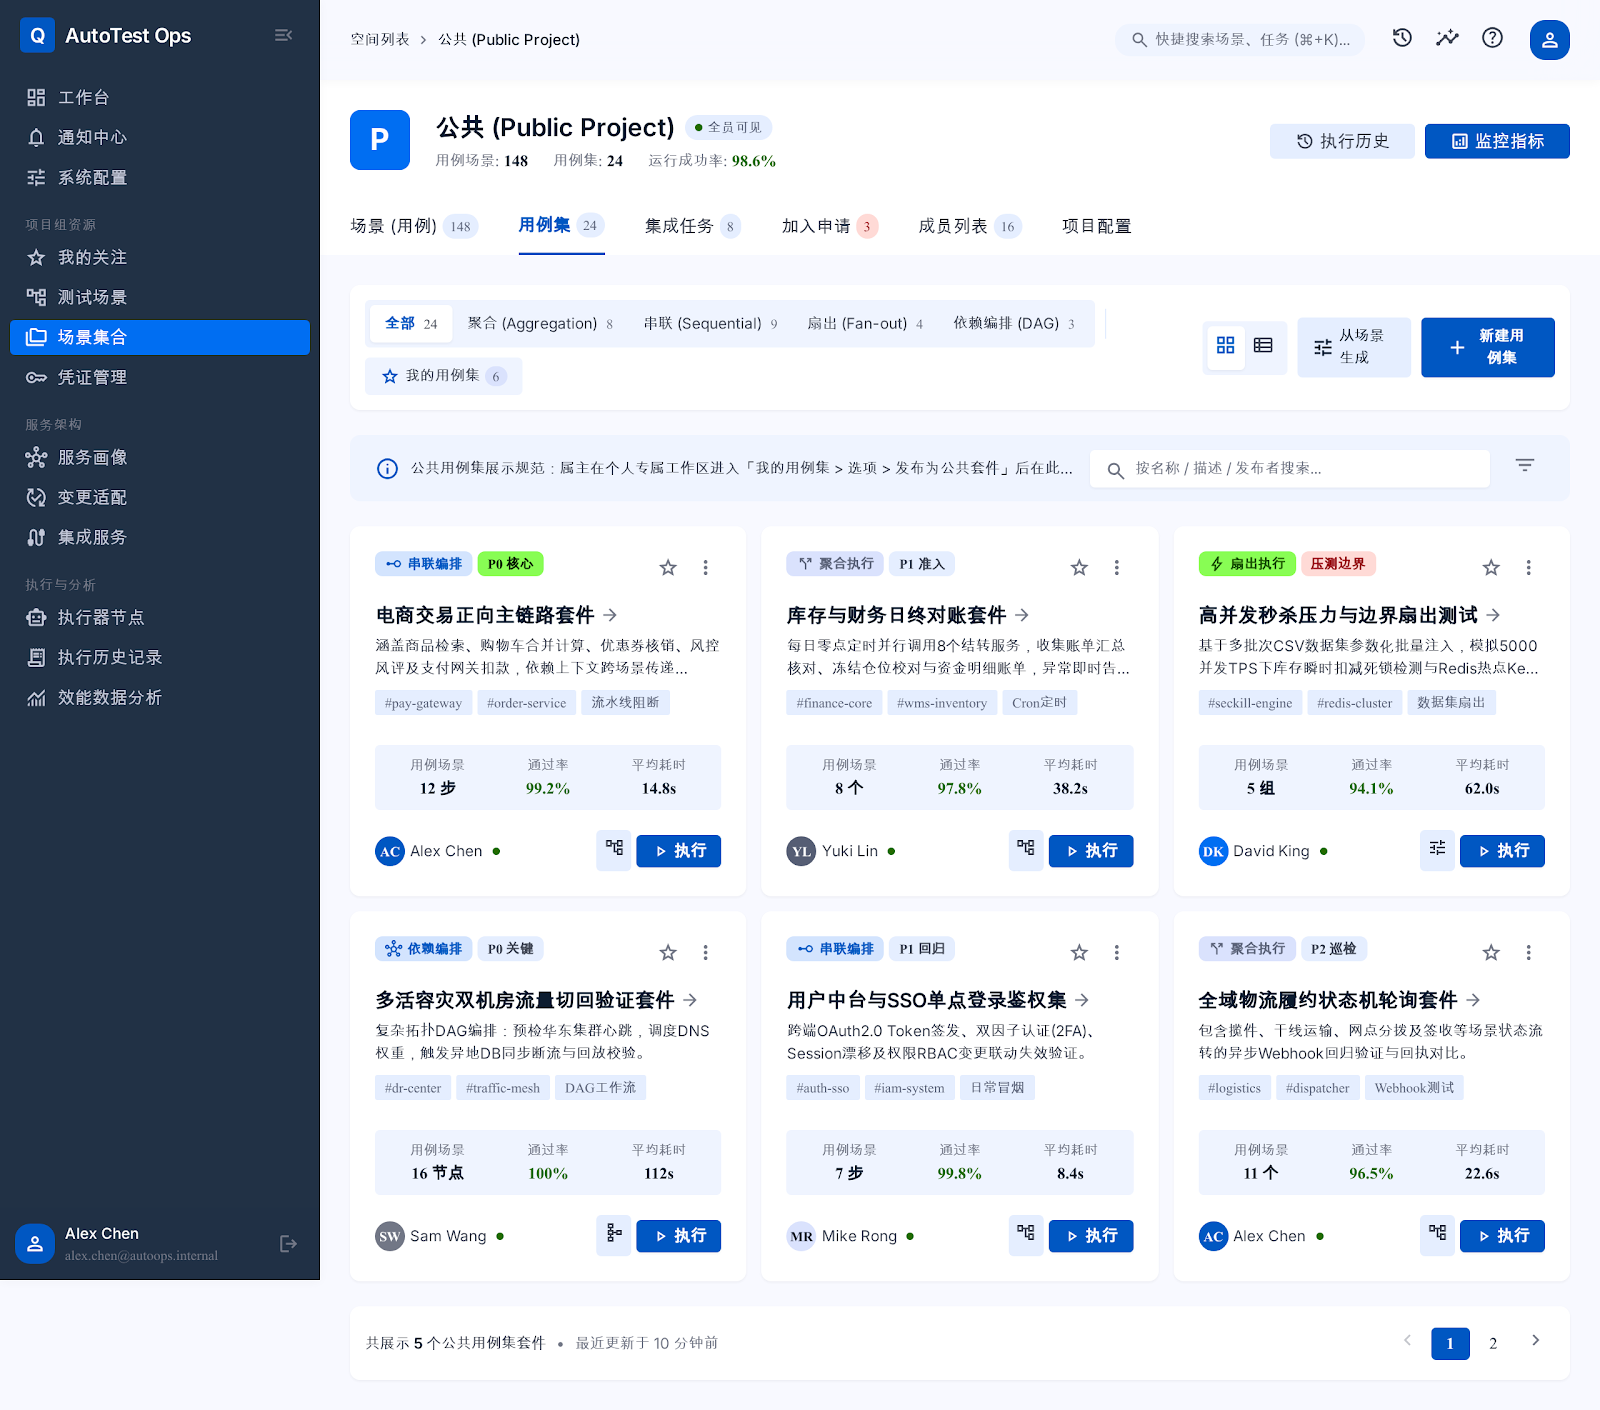 Q AutoTest Ops
工作台
通知中心
系统配置
项目组资源
我的关注
测试场景
场景集合
凭证管理
服务架构
服务画像
变更适配
集成服务
执行与分析
执行器节点
执行历史记录
效能数据分析
Alex Chen
alex.chen@autoops.internal
空间列表 > 公共 (Public Project)
快捷搜索场景、任务 (⌘+K)...
P
公共 (Public Project) 全员可见
用例场景: 148 用例集: 24 运行成功率: 98.6%
执行历史 监控指标
场景 (用例) 148 用例集 24 集成任务 8 加入申请 3 成员列表 16 项目配置
全部 24 聚合 (Aggregation) 8 串联 (Sequential) 9 扇出 (Fan-out) 4 依赖编排 (DAG) 3
我的用例集 6
从场景
生成
新建用
例集
公共用例集展示规范：属主在个人专属工作区进入「我的用例集 > 选项 > 发布为公共套件」后在此...
按名称 / 描述 / 发布者搜索...
串联编排 P0 核心
电商交易正向主链路套件
涵盖商品检索、购物车合并计算、优惠券核销、风控
风评及支付网关扣款，依赖上下文跨场景传递...
#pay-gateway #order-service 流水线阻断
用例场景 通过率 平均耗时
12 步 99.2% 14.8s
AC Alex Chen 执行
聚合执行 P1 准入
库存与财务日终对账套件
每日零点定时并行调用8个结转服务，收集账单汇总
核对、冻结仓位校对与资金明细账单，异常即时告...
#finance-core #wms-inventory Cron定时
用例场景 通过率 平均耗时
8 个 97.8% 38.2s
YL Yuki Lin 执行
扇出执行 压测边界
高并发秒杀压力与边界扇出测试
基于多批次CSV数据集参数化批量注入，模拟5000
并发TPS下库存瞬时扣减死锁检测与Redis热点Ke...
#seckill-engine #redis-cluster 数据集扇出
用例场景 通过率 平均耗时
5 组 94.1% 62.0s
DK David King 执行
依赖编排 P0 关键
多活容灾双机房流量切回验证套件
复杂拓扑DAG编排：预检华东集群心跳，调度DNS
权重，触发异地DB同步断流与回放校验。
#dr-center #traffic-mesh DAG工作流
用例场景 通过率 平均耗时
16 节点 100% 112s
SW Sam Wang 执行
串联编排 P1 回归
用户中台与SSO单点登录鉴权集
跨端OAuth2.0 Token签发、双因子认证(2FA)、
Session漂移及权限RBAC变更联动失效验证。
#auth-sso #iam-system 日常冒烟
用例场景 通过率 平均耗时
7 步 99.8% 8.4s
MR Mike Rong 执行
聚合执行 P2 巡检
全域物流履约状态机轮询套件
包含揽件、干线运输、网点分拨及签收等场景状态流
转的异步Webhook回归验证与回执对比。
#logistics #dispatcher Webhook测试
用例场景 通过率 平均耗时
11 个 96.5% 22.6s
AC Alex Chen 执行
共展示 5 个公共用例集套件 • 最近更新于 10 分钟前
1 2